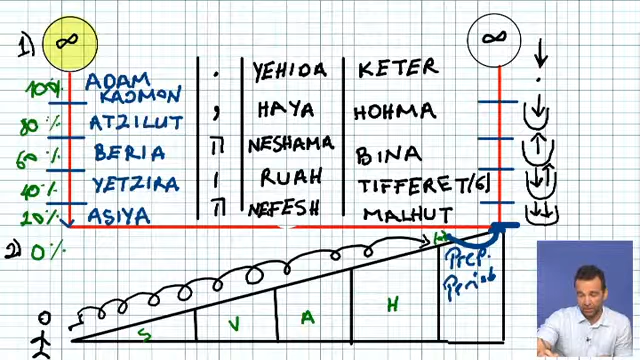 1) ∞ ∞
100% ADAM KADMON . YEHIDA KETER
80% ATZILUT , HAYA HOHMA
60% BERIA ח NESHAMA BINA
40% YETZIRA ו RUAH TIFFERET/(6)
20% ASIYA ח NEFESH MALHUT
2) 0%
Prep.
Period
S V A H